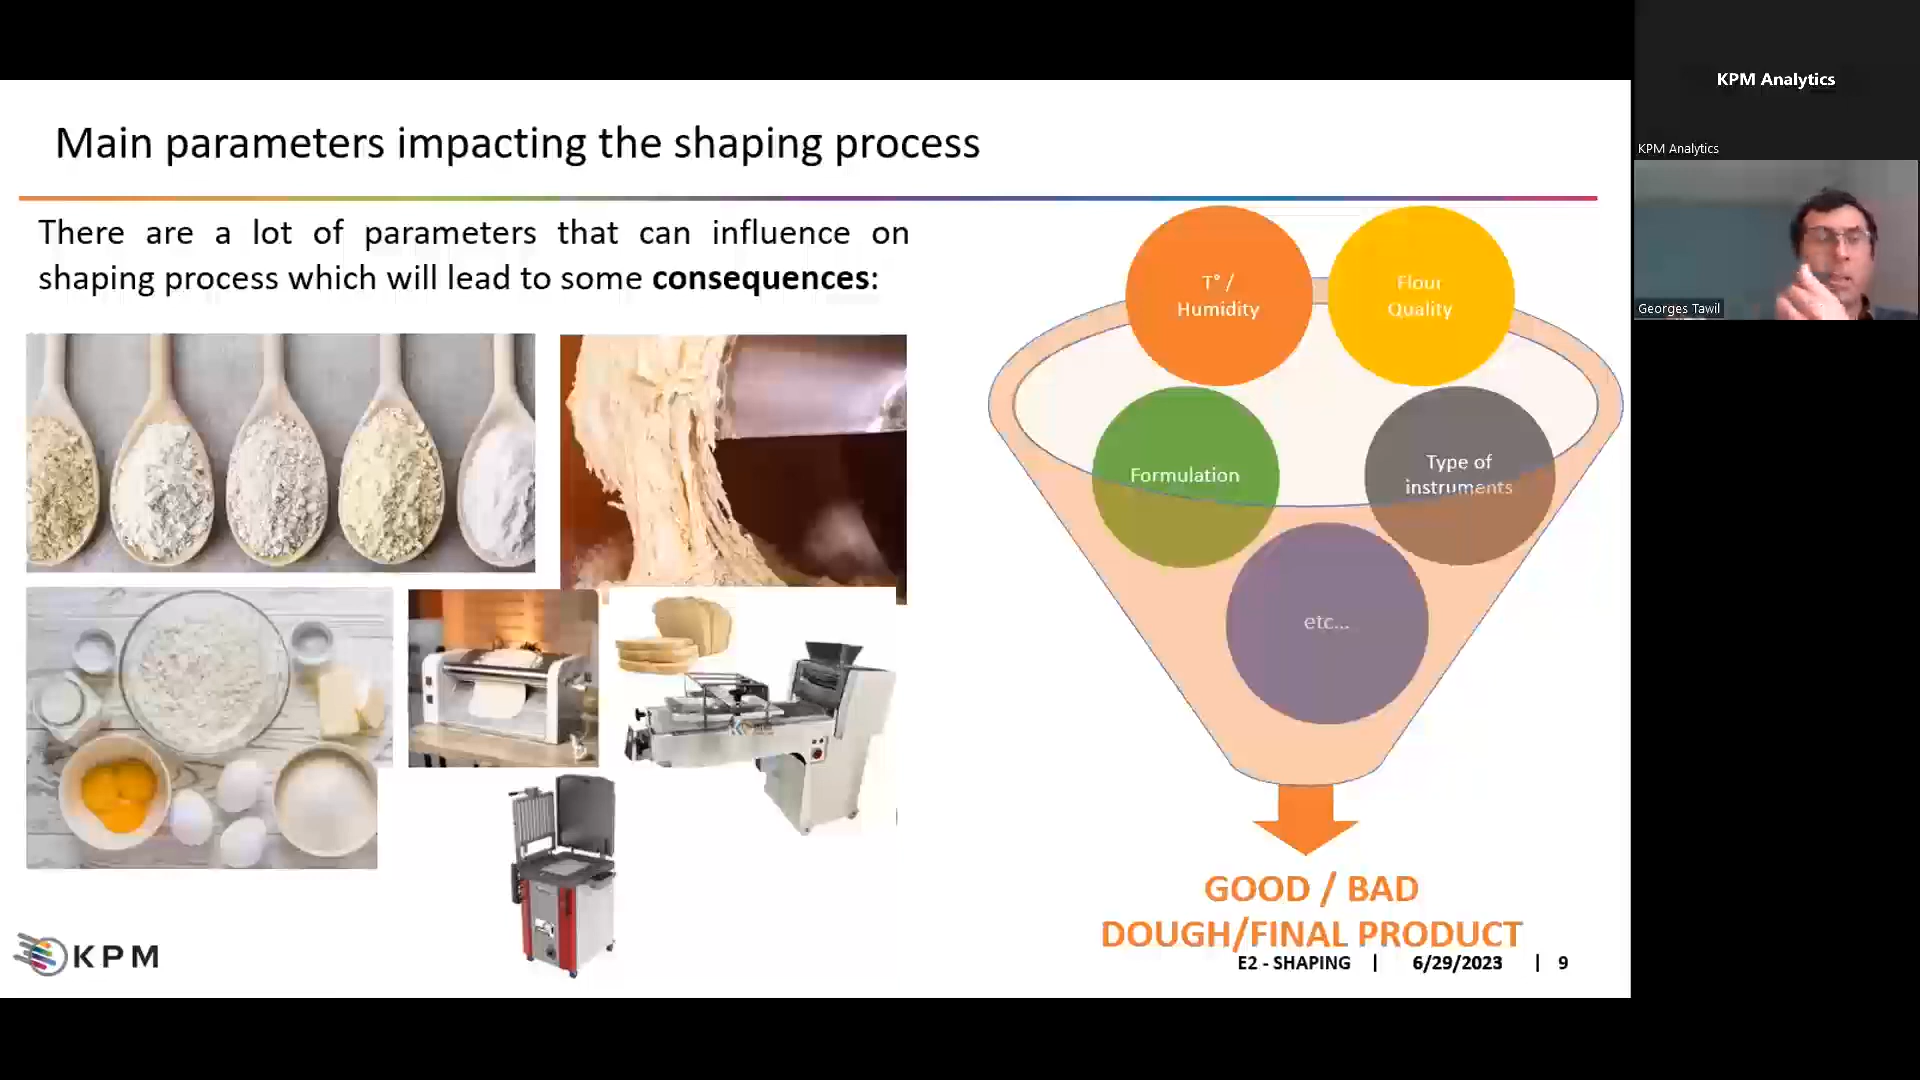 Main parameters impacting the shaping process
There are a lot of parameters that can influence on
shaping process which will lead to some consequences:
T° /
Humidity
Flour
Quality
Formulation
Type of
instruments
etc...
GOOD / BAD
DOUGH/FINAL PRODUCT
KPM
E2 - SHAPING | 6/29/2023 | 9
KPM Analytics
KPM Analytics
Georges Tawil